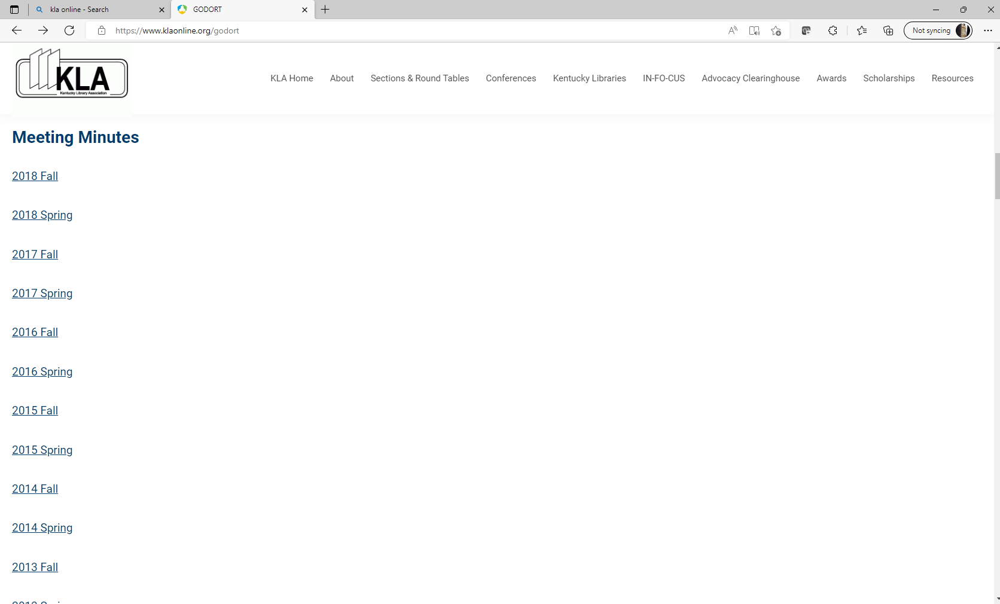 kla online - Search
GODORT
https://www.klaonline.org/godort
Not syncing
KLA
Kentucky Library Association
KLA Home
About
Sections & Round Tables
Conferences
Kentucky Libraries
IN-FO-CUS
Advocacy Clearinghouse
Awards
Scholarships
Resources
Meeting Minutes
2018 Fall
2018 Spring
2017 Fall
2017 Spring
2016 Fall
2016 Spring
2015 Fall
2015 Spring
2014 Fall
2014 Spring
2013 Fall